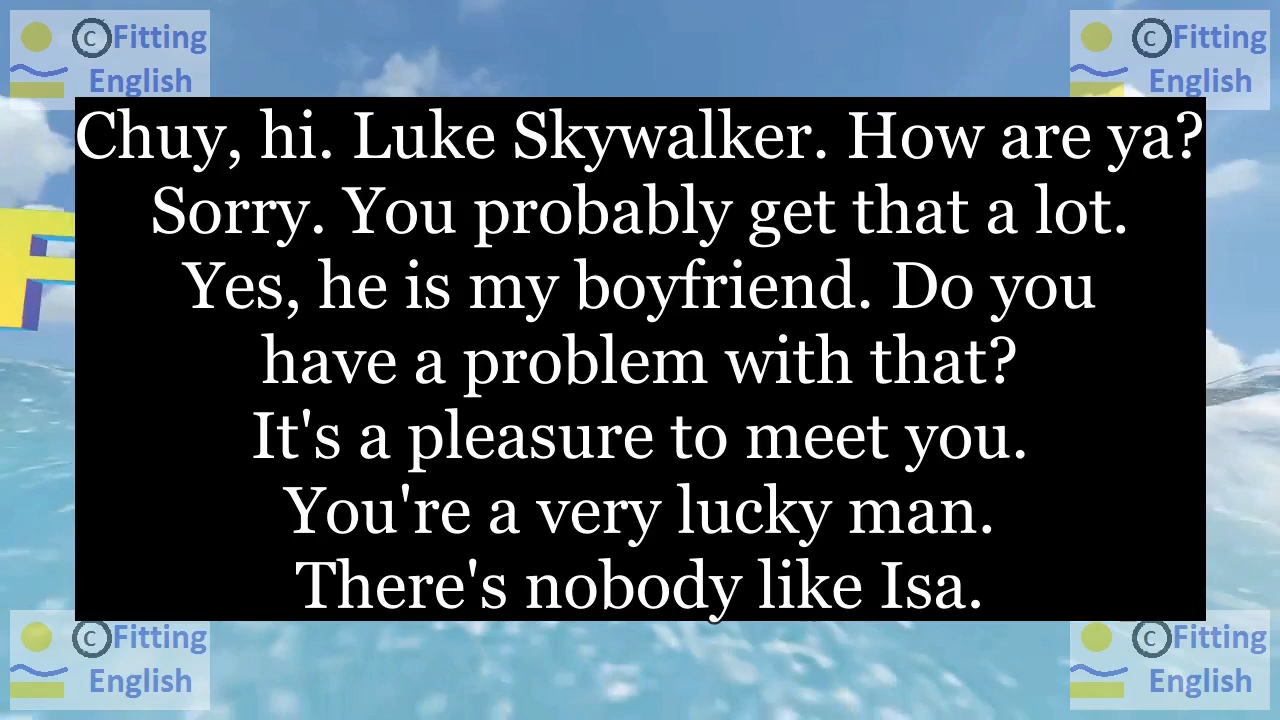 © Fitting
English
© Fitting
English
Chuy, hi. Luke Skywalker. How are ya?
Sorry. You probably get that a lot.
Yes, he is my boyfriend. Do you
have a problem with that?
It's a pleasure to meet you.
You're a very lucky man.
There's nobody like Isa.
F
© Fitting
English
© Fitting
English